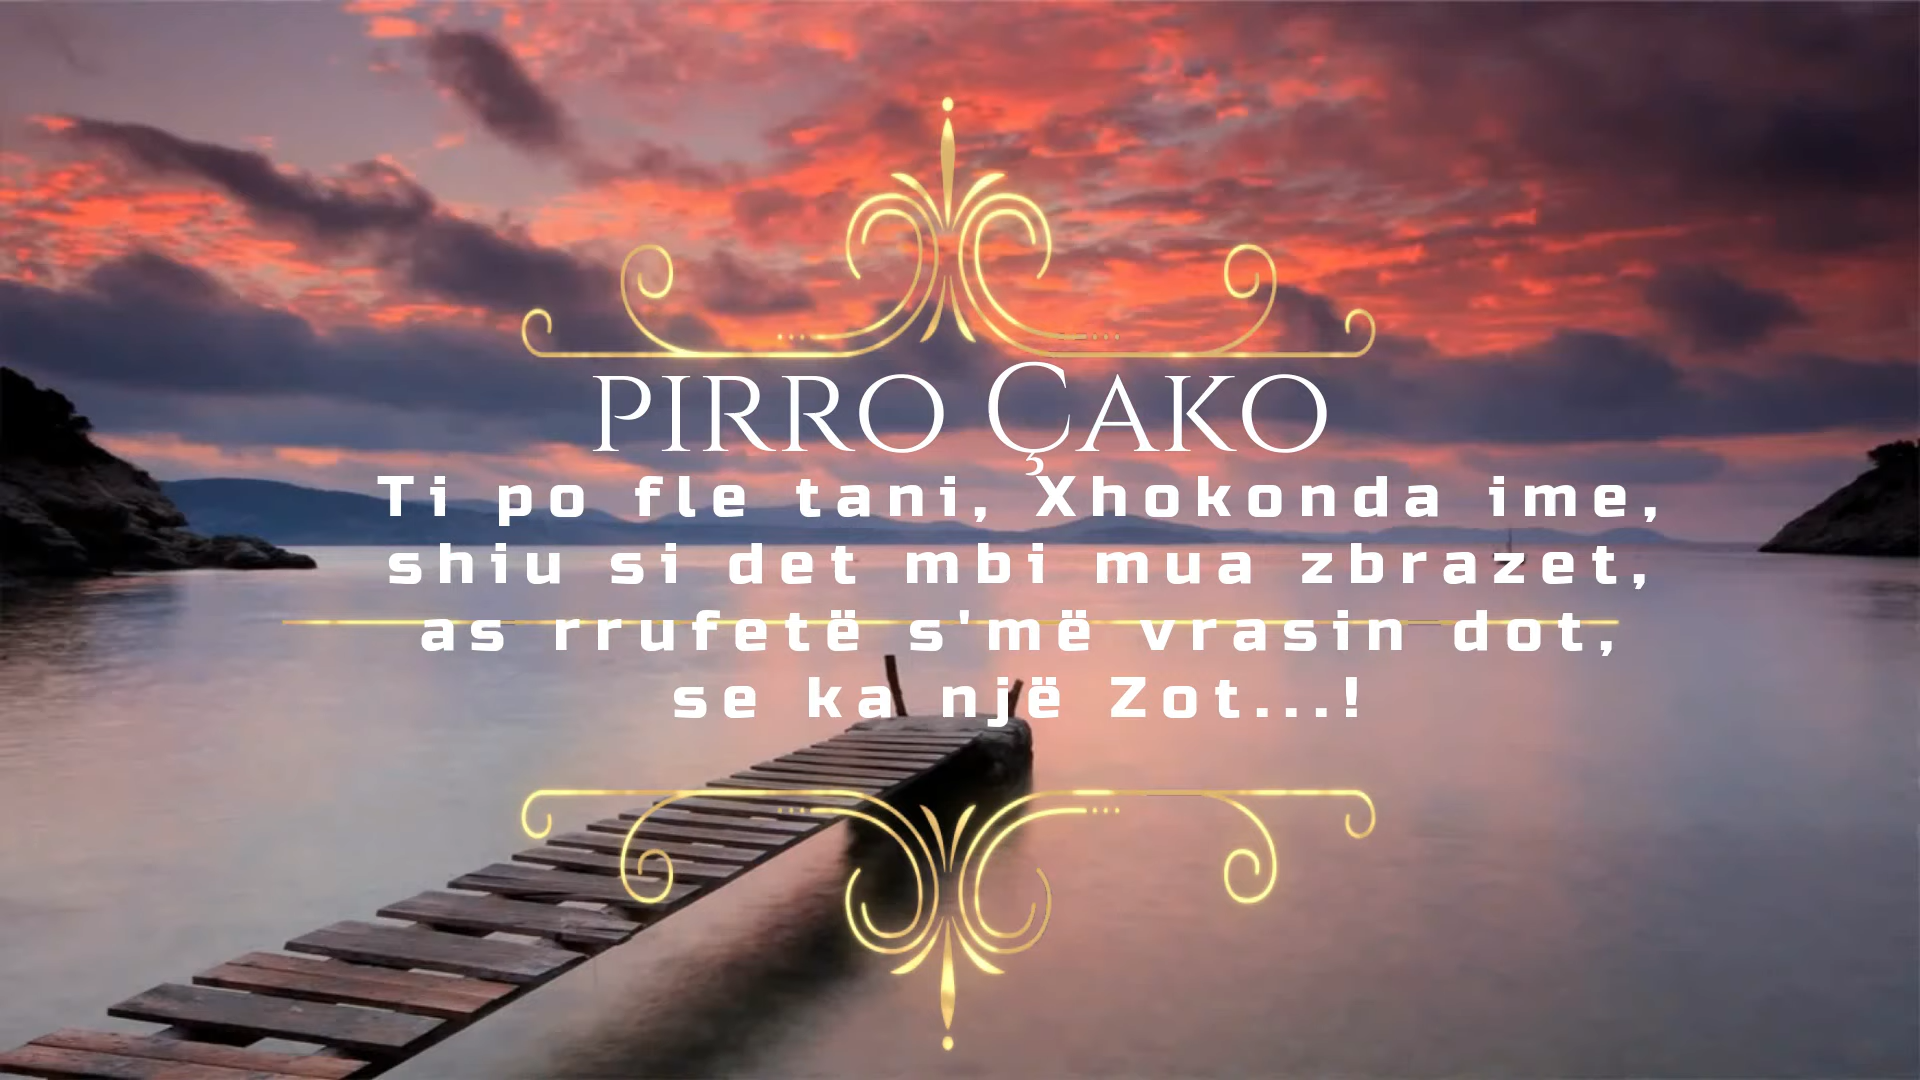 PIRRO ÇAKO
Ti po fle tani, Xhokonda ime,
shiu si det mbi mua zbrazet,
as rrufetë s'më vrasin dot,
se ka një Zot...!